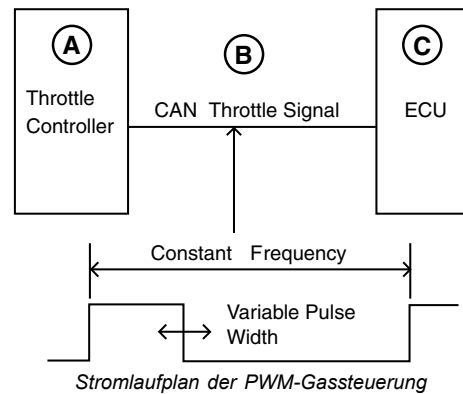 A
B
C
Throttle
Controller
CAN Throttle Signal
ECU
Constant Frequency
Variable Pulse
Width
Stromlaufplan der PWM-Gassteuerung